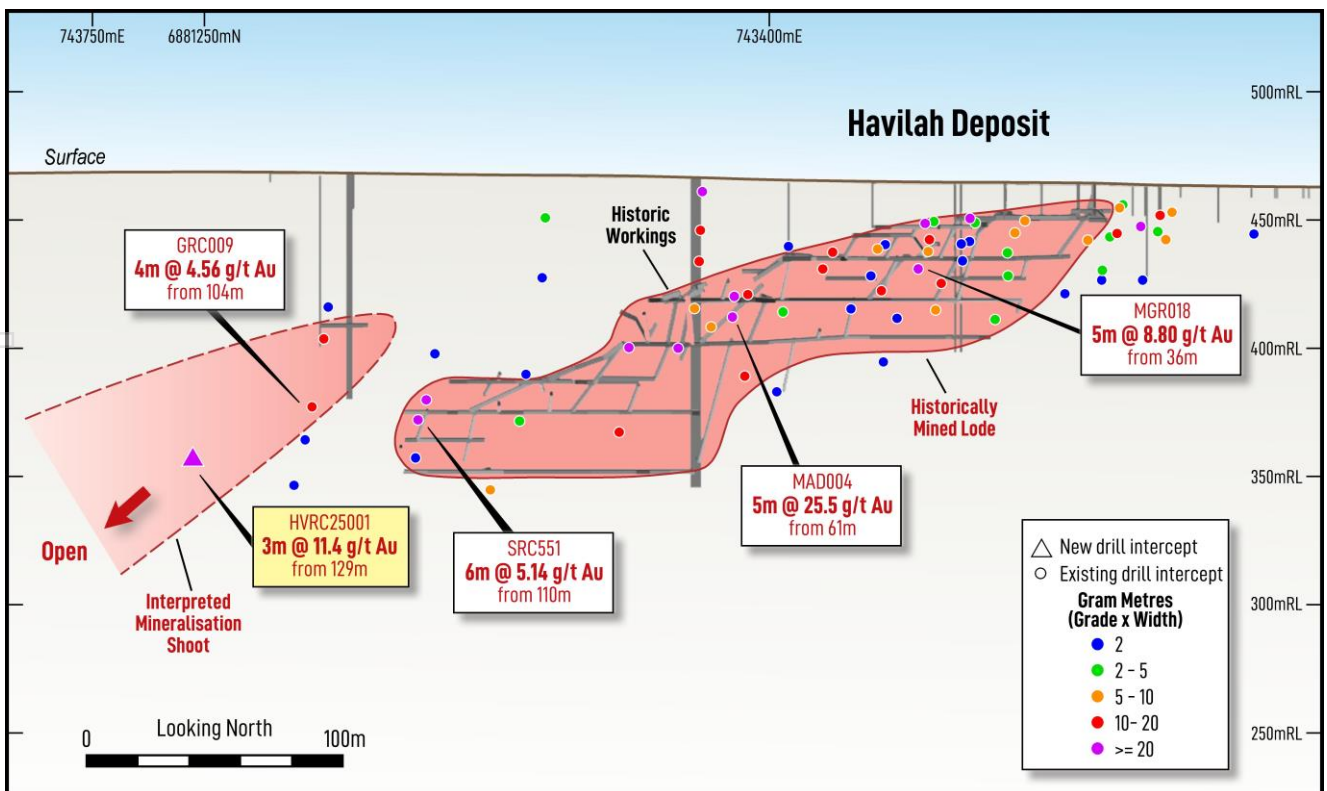 743750mE
6881250mN
743400mE
500mRL
Havilah Deposit
Surface
450mRL
Historic
Workings
GRC009
4m @ 4.56 g/t Au
from 104m
MGR018
5m @ 8.80 g/t Au
from 36m
400mRL
Historically
Mined Lode
350mRL
MAD004
5m @ 25.5 g/t Au
from 61m
HVRC25001
3m @ 11.4 g/t Au
from 129m
SRC551
6m @ 5.14 g/t Au
from 110m
Open
Interpreted
Mineralisation
Shoot
300mRL
250mRL
New drill intercept
Existing drill intercept
Gram Metres
(Grade x Width)
2
2 - 5
5 - 10
10- 20
>= 20
Looking North
0
100m